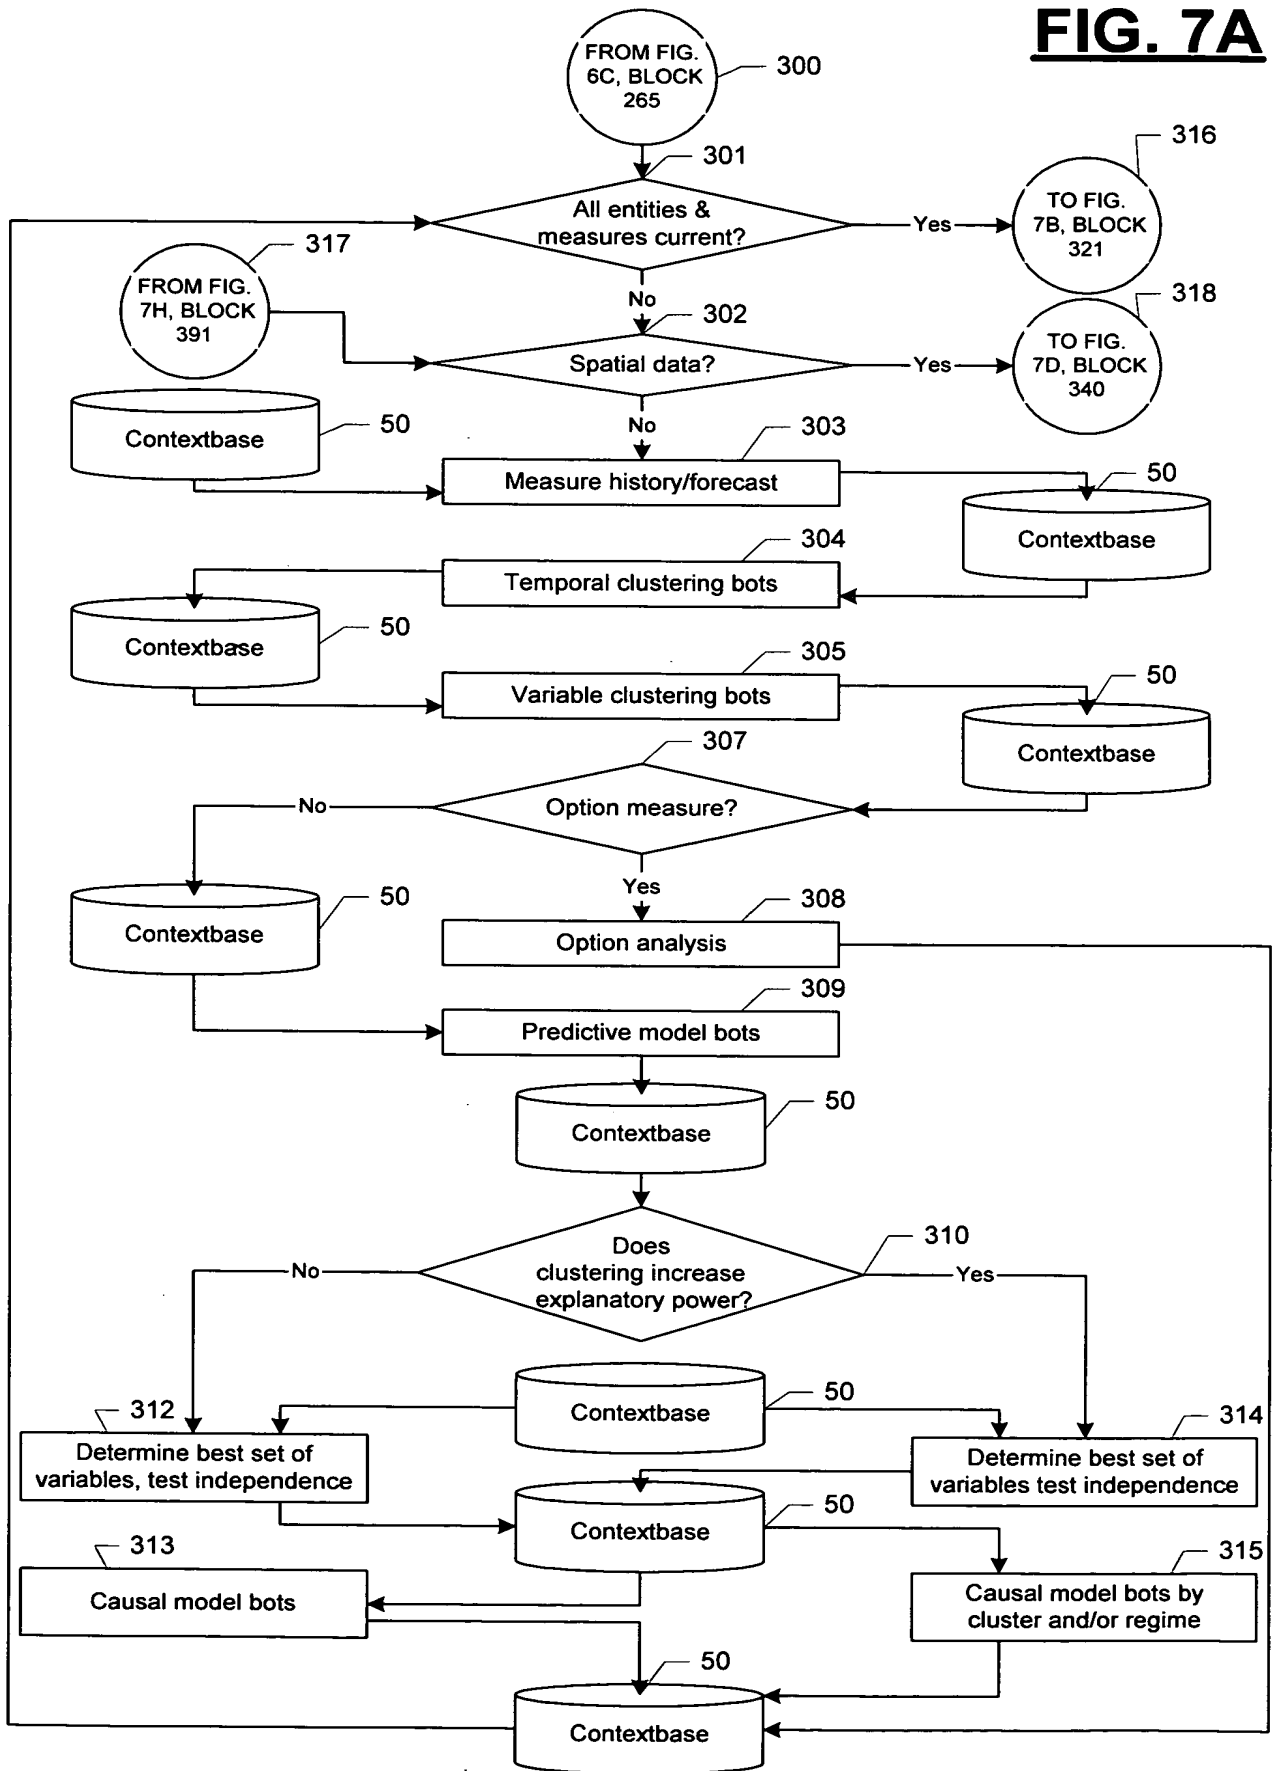 FIG. 7A
FROM FIG.
6C, BLOCK
265
300
301
316
All entities &
measures current?
Yes
TO FIG.
7B, BLOCK
321
317
FROM FIG.
7H, BLOCK
391
No
302
318
Spatial data?
Yes
TO FIG.
7D, BLOCK
340
Contextbase
50
No
303
Measure history/forecast
50
Contextbase
304
Temporal clustering bots
50
Contextbase
305
Variable clustering bots
50
Contextbase
307
Option measure?
No
Yes
50
Contextbase
308
Option analysis
309
Predictive model bots
50
Contextbase
310
Does
clustering increase
explanatory power?
No
Yes
50
Contextbase
312
Determine best set of
variables, test independence
314
Determine best set of
variables test independence
50
Contextbase
313
Causal model bots
315
Causal model bots by
cluster and/or regime
50
Contextbase